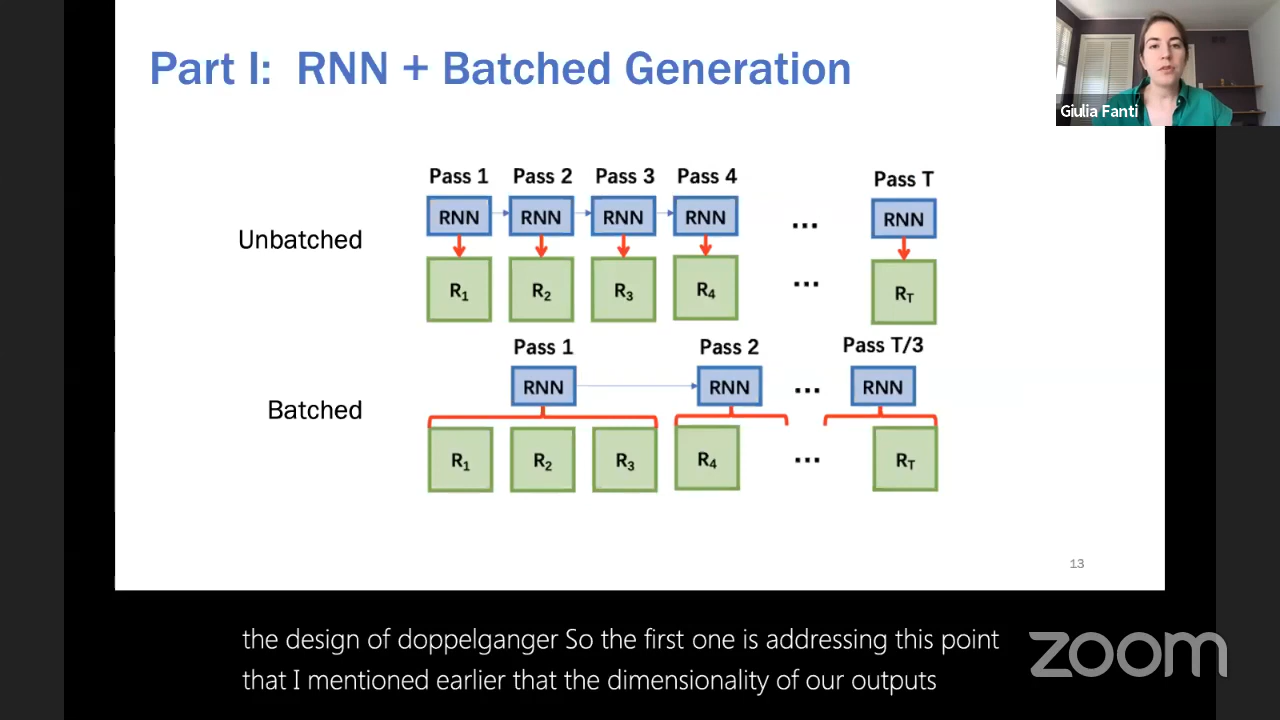 Part I: RNN + Batched Generation
Giulia Fanti
Pass 1 Pass 2 Pass 3 Pass 4 Pass T
Unbatched
RNN RNN RNN RNN ... RNN
R1 R2 R3 R4 ... RT
Pass 1 Pass 2 Pass T/3
Batched
RNN RNN ... RNN
R1 R2 R3 R4 ... RT
13
the design of doppelganger So the first one is addressing this point
that I mentioned earlier that the dimensionality of our outputs
zoom